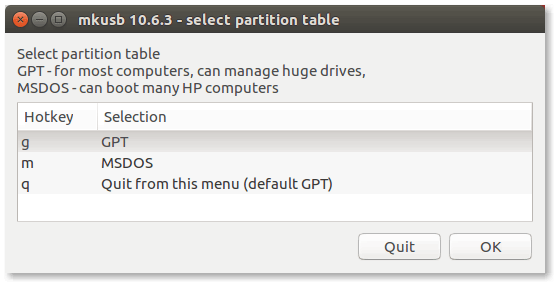 mkusb 10.6.3 - select partition table
Select partition table
GPT - for most computers, can manage huge drives,
MSDOS - can boot many HP computers
Hotkey Selection
g GPT
m MSDOS
q Quit from this menu (default GPT)
Quit OK